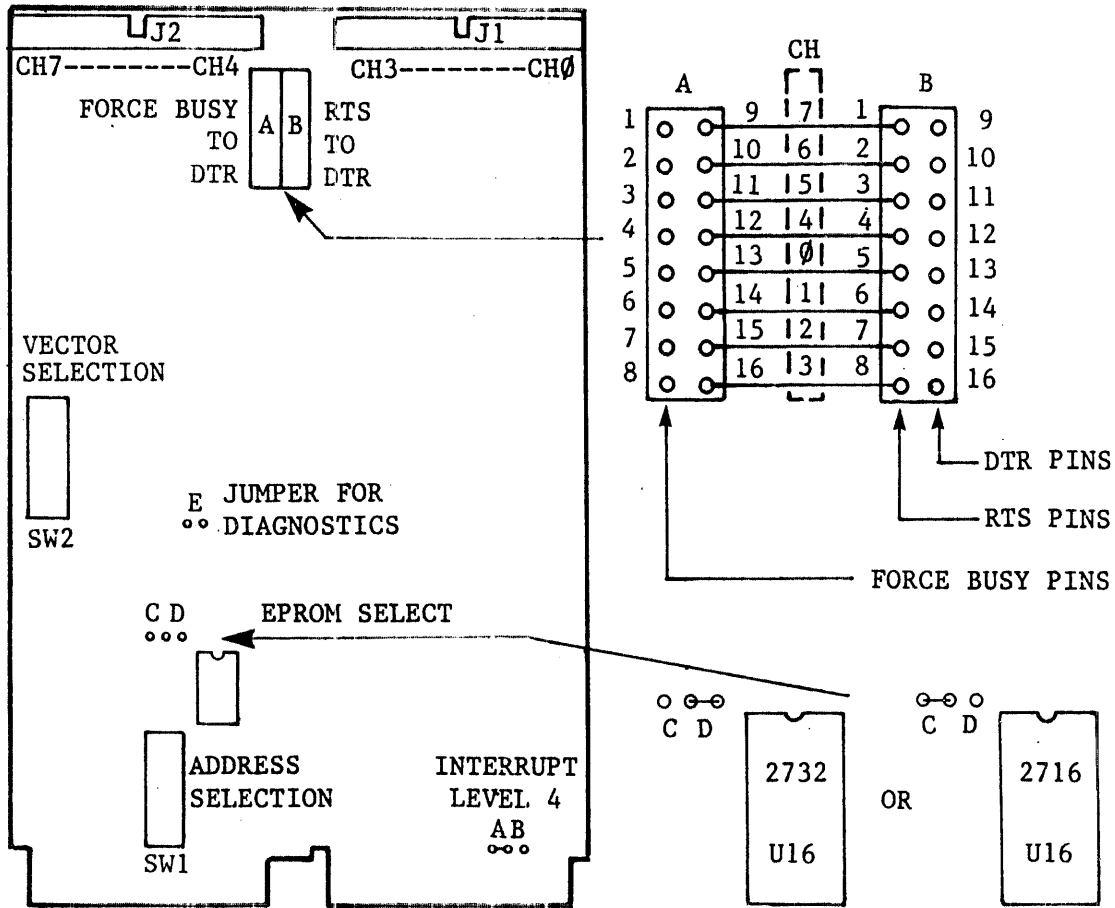 J2
J1
CH7--------CH4
CH3--------CHØ
FORCE BUSY
TO
DTR
A B
RTS
TO
DTR
VECTOR
SELECTION
SW2
E
JUMPER FOR
DIAGNOSTICS
C D
EPROM SELECT
ADDRESS
SELECTION
SW1
INTERRUPT
LEVEL 4
AB
CH
A
B
1 9 7 1 9
2 10 6 2 10
3 11 5 3 11
4 12 4 4 12
5 13 Ø 5 13
6 14 1 6 14
7 15 2 7 15
8 16 3 8 16
DTR PINS
RTS PINS
FORCE BUSY PINS
C D
2732
U16
OR
C D
2716
U16